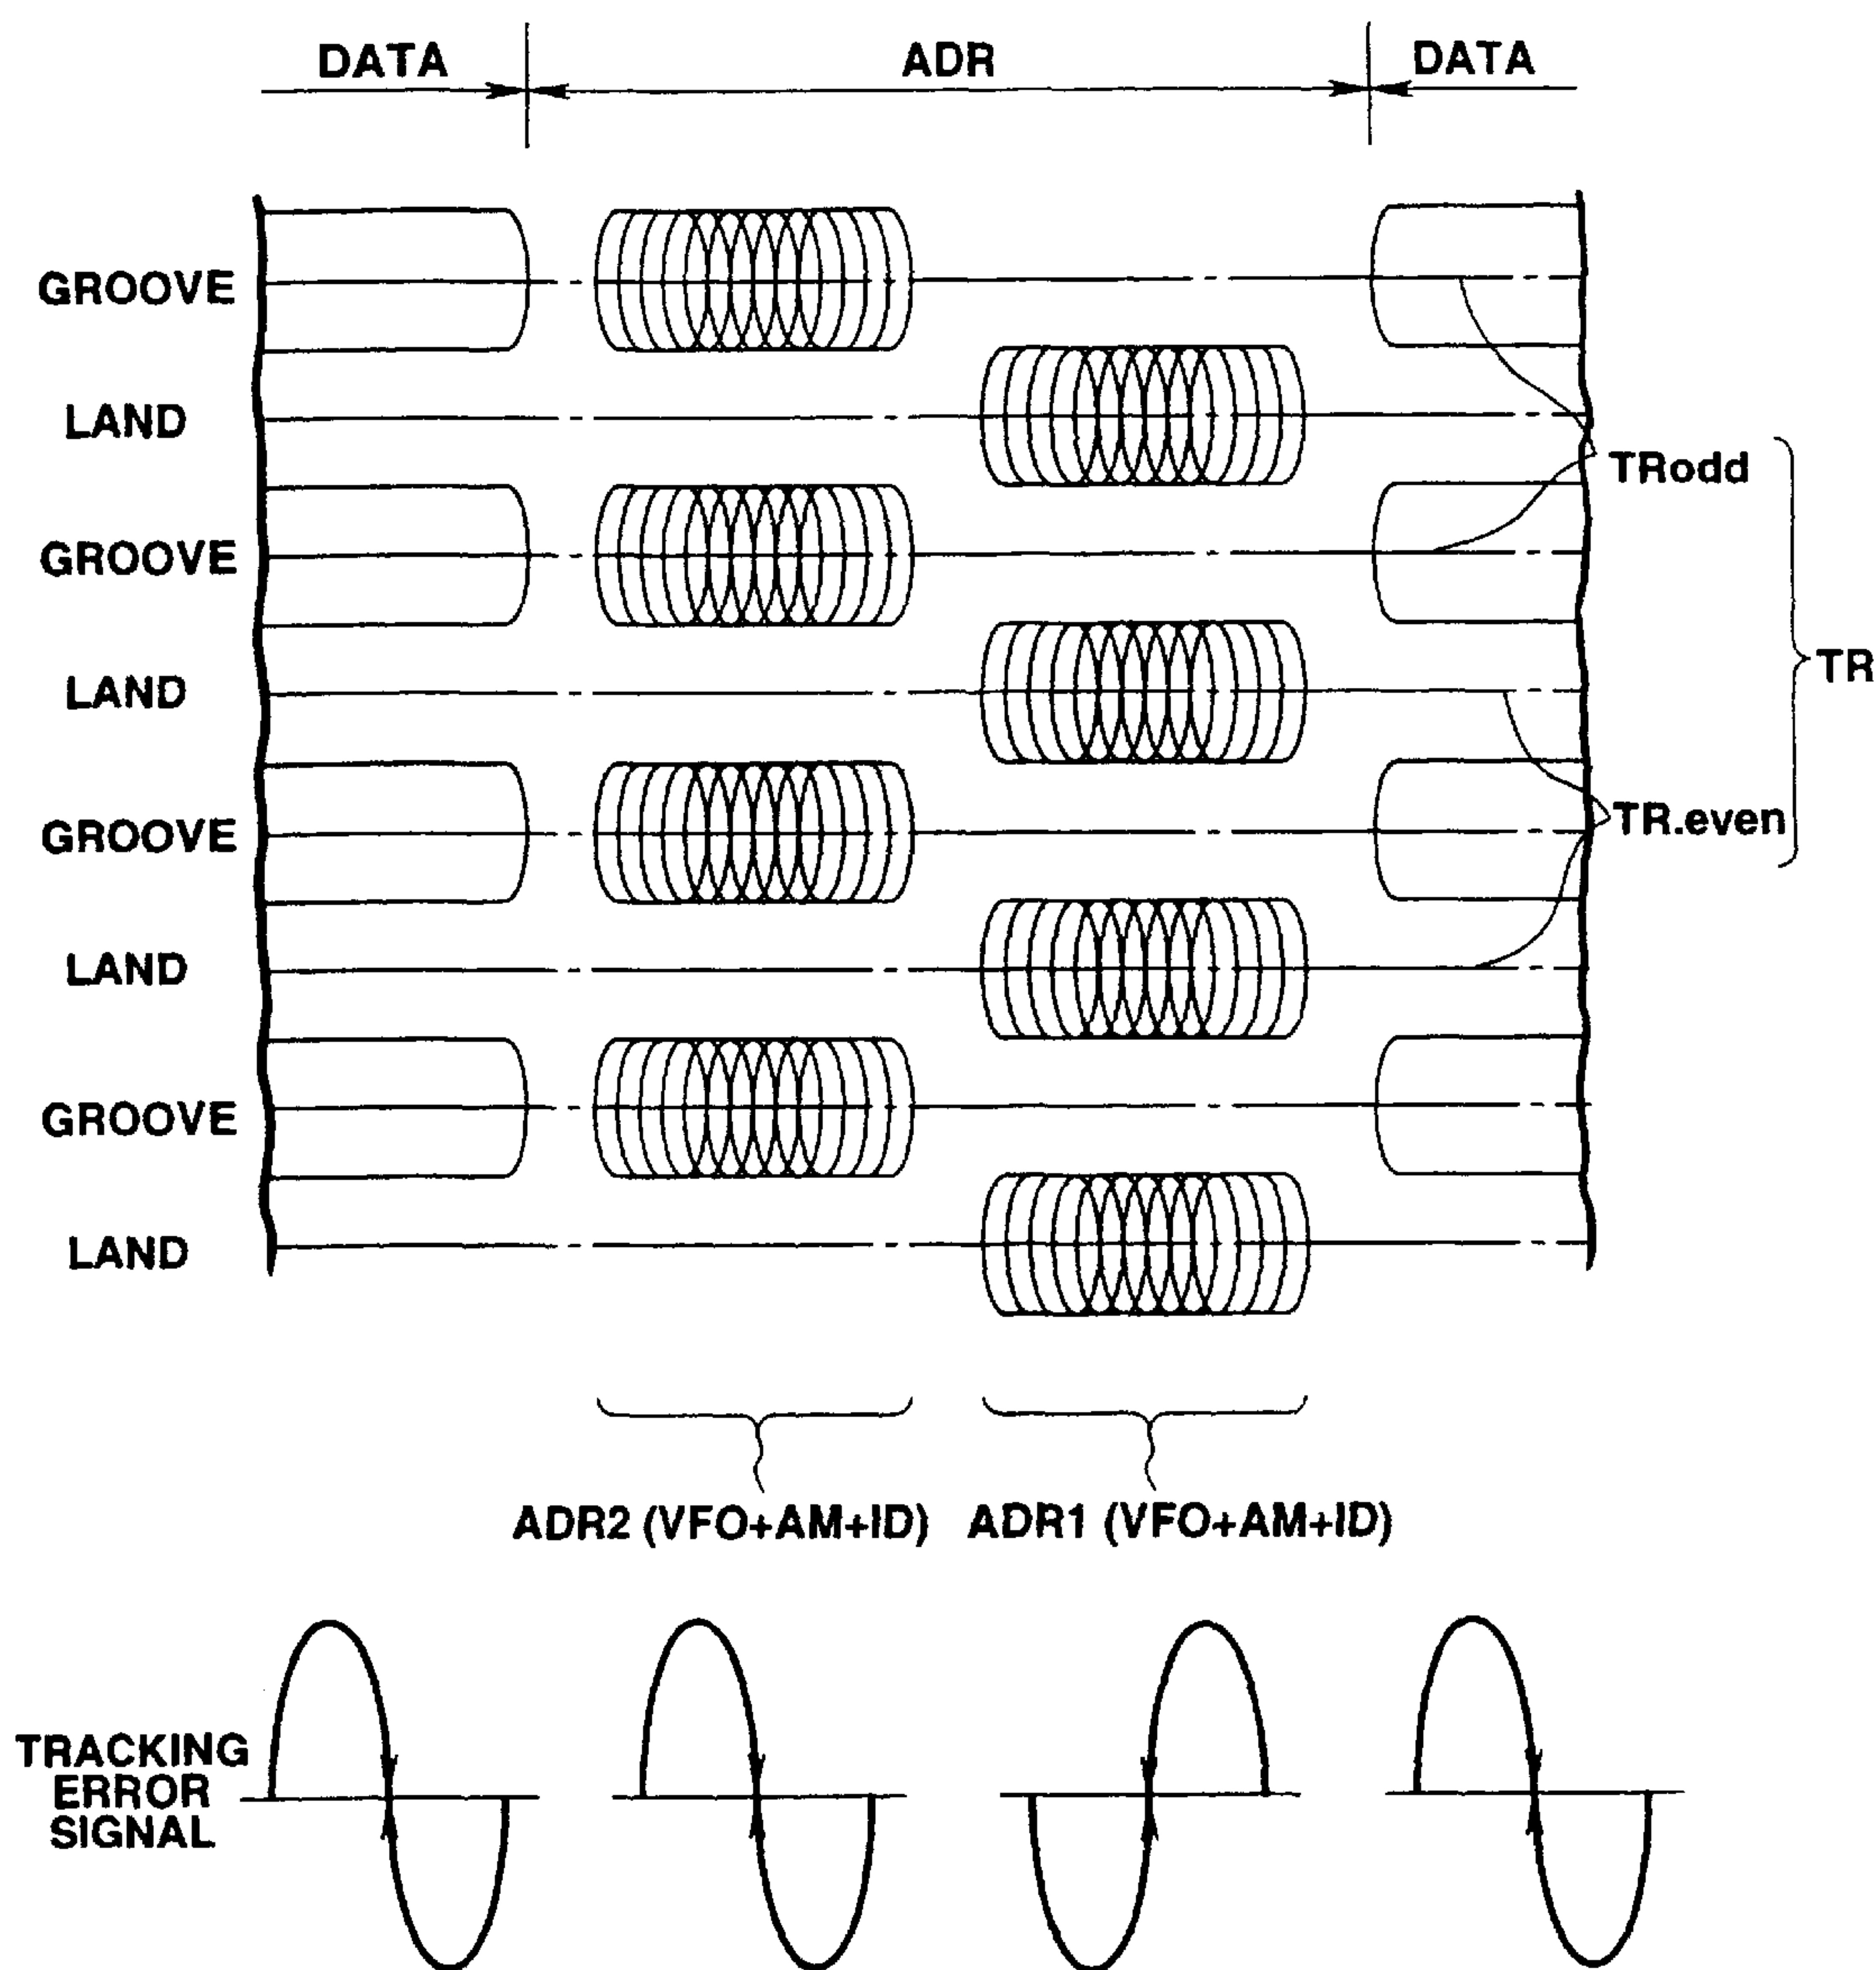 DATA ADR DATA
GROOVE
LAND
TRodd
GROOVE
TR
LAND
TR.even
GROOVE
LAND
GROOVE
LAND
ADR2 (VFO+AM+ID) ADR1 (VFO+AM+ID)
TRACKING
ERROR
SIGNAL